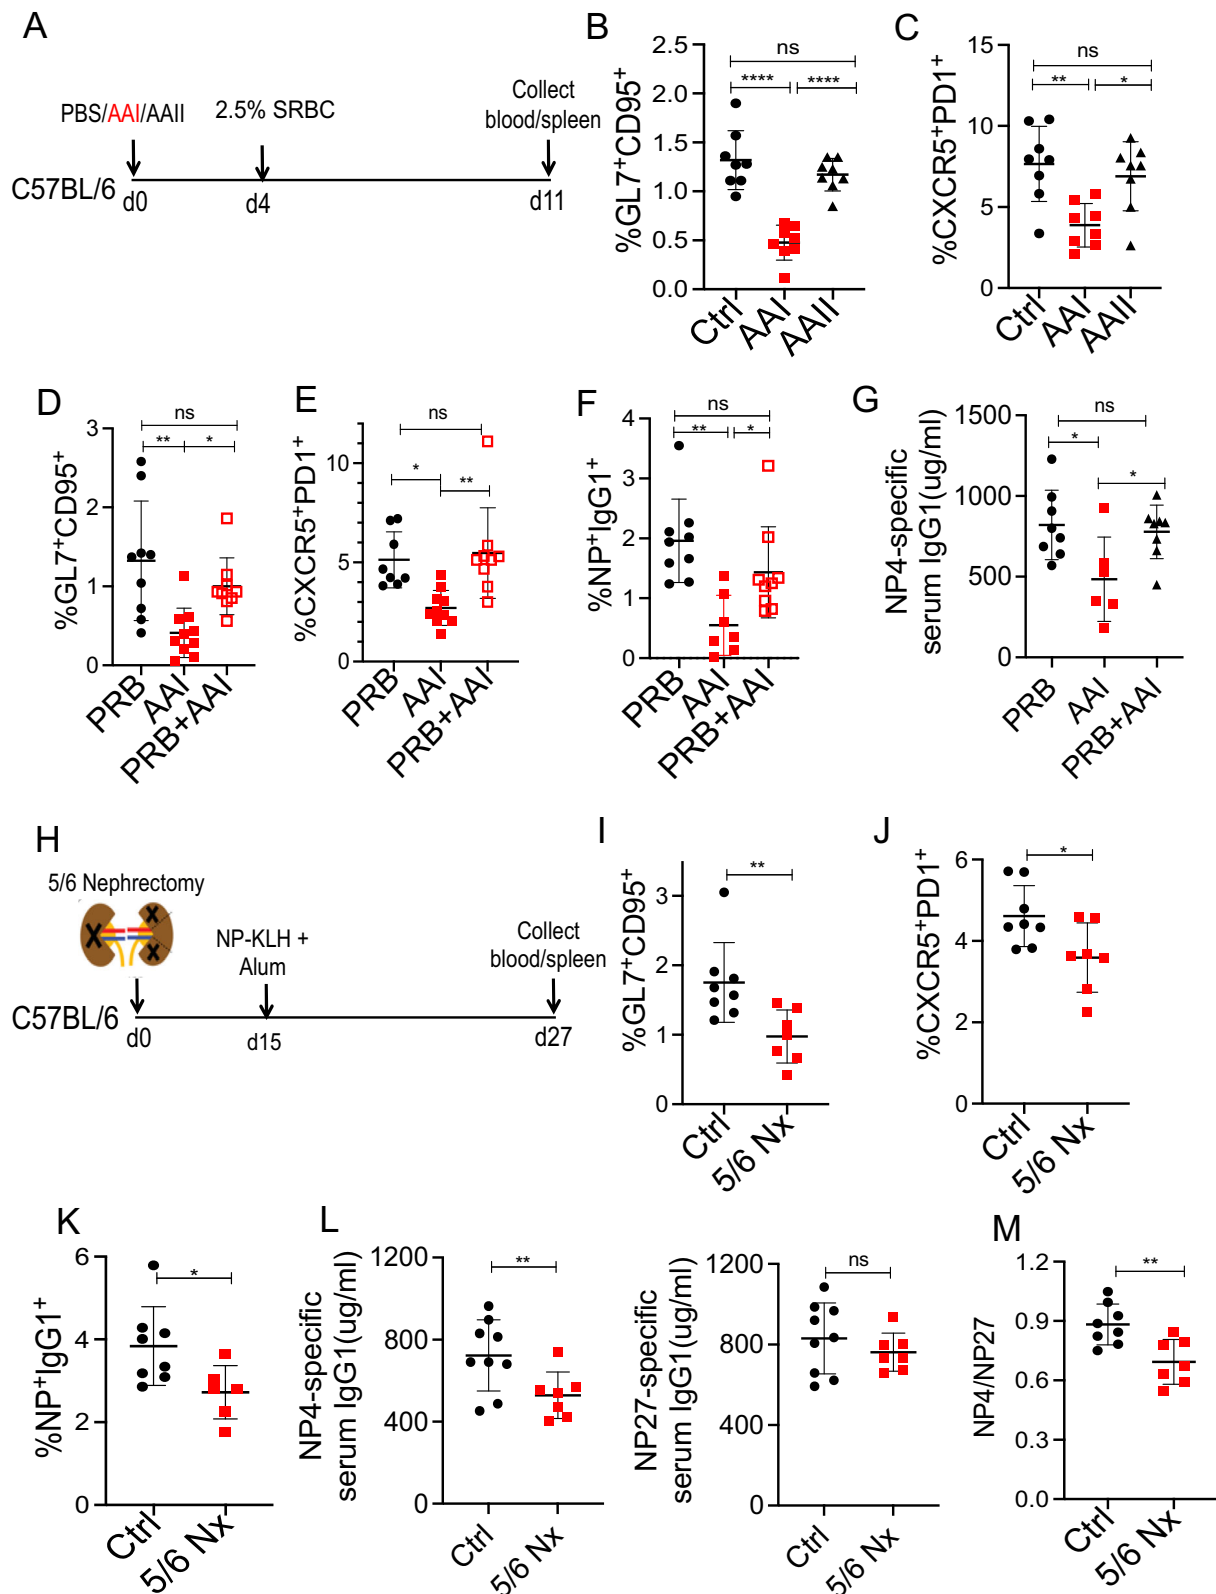 A
PBS/AAI/AAII
2.5% SRBC
Collect
blood/spleen
C57BL/6
d0
d4
d11
B
%GL7+CD95+
2.5
2.0
1.5
1.0
0.5
0.0
ns
**** ****
Ctrl
AAI
AAII
C
%CXCR5+PD1+
15
10
5
0
ns
** *
Ctrl
AAI
AAII
D
%GL7+CD95+
3
2
1
0
ns
** *
PRB
AAI
PRB+AAI
E
%CXCR5+PD1+
10
5
0
ns
* **
PRB
AAI
PRB+AAI
F
%NP+IgG1+
4
3
2
1
0
ns
** *
PRB
AAI
PRB+AAI
G
NP4-specific
serum IgG1(ug/ml)
1500
1000
500
0
ns
*
*
PRB
AAI
PRB+AAI
H
5/6 Nephrectomy
NP-KLH +
Alum
Collect
blood/spleen
C57BL/6
d0
d15
d27
I
%GL7+CD95+
3
2
1
0
**
Ctrl
5/6 Nx
J
%CXCR5+PD1+
6
4
2
0
*
Ctrl
5/6 Nx
K
%NP+IgG1+
6
4
2
0
*
Ctrl
5/6 Nx
L
NP4-specific
serum IgG1(ug/ml)
1200
800
400
0
**
Ctrl
5/6 Nx
NP27-specific
serum IgG1(ug/ml)
1200
800
400
0
ns
Ctrl
5/6 Nx
M
NP4/NP27
1.2
0.9
0.6
0.3
0.0
**
Ctrl
5/6 Nx